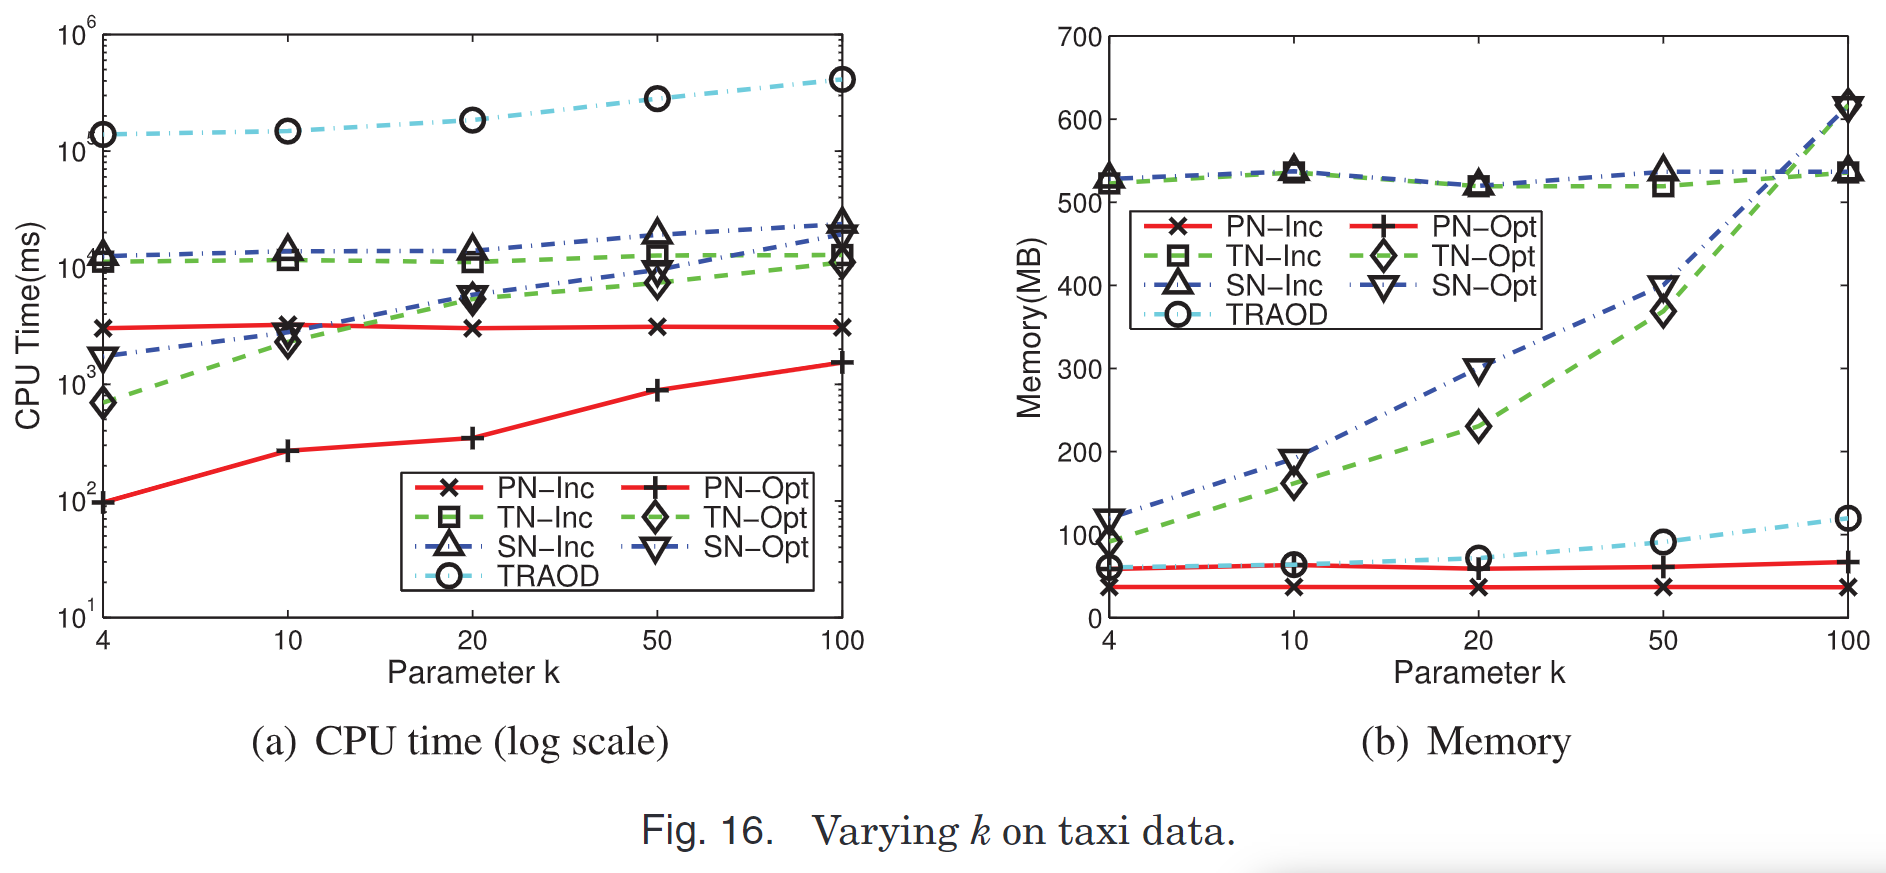 10^6
10^5
10^4
10^3
10^2
10^1
CPU Time(ms)
4 10 20 50 100
Parameter k
PN−Inc PN−Opt
TN−Inc TN−Opt
SN−Inc SN−Opt
TRAOD
(a) CPU time (log scale)
700
600
500
400
300
200
100
0
Memory(MB)
4 10 20 50 100
Parameter k
PN−Inc PN−Opt
TN−Inc TN−Opt
SN−Inc SN−Opt
TRAOD
(b) Memory
Fig. 16. Varying k on taxi data.